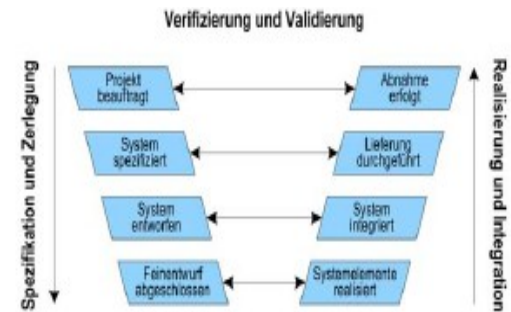 Verifizierung und Validierung
Spezifikation und Zerlegung
Realisierung und Integration
Projekt
beauftragt
Abnahme
erfolgt
System
spezifiziert
Lieferung
durchgeführt
System
entworfen
System
integriert
Feinentwurf
abgeschlossen
Systemelemente
realisiert